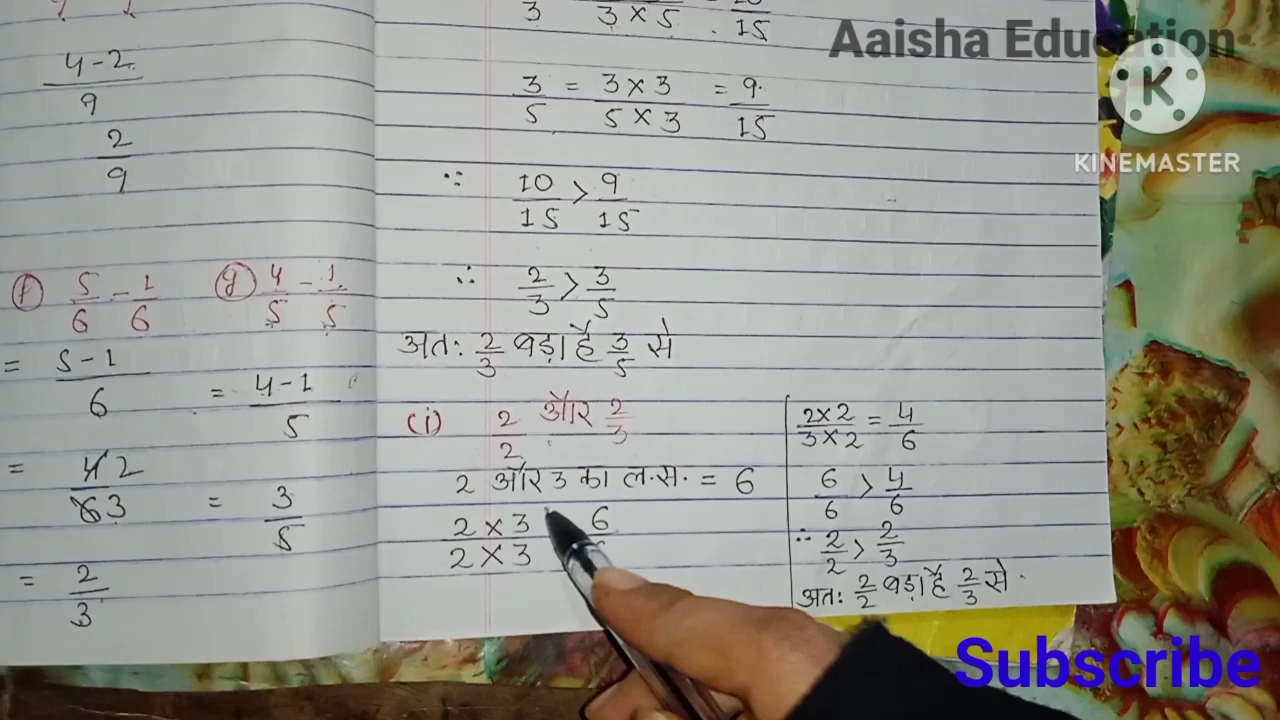 4-2
9
2
9
(f) 5/6 - 1/6 (g) 4/5 - 1/5
= 5-1/6 = 4-1/5
= 4 2/6 3 = 3/5
= 2/3
3 3×5 15
3/5 = 3×3/5×3 = 9/15
∵ 10/15 > 9/15
∴ 2/3 > 3/5
अतः 2/3 बड़ा है 3/5 से
(i) 2/2 और 2/3
2 और 3 का ल.स. = 6
2×3/2×3 6
2×2/3×2 = 4/6
6/6 > 4/6
∴ 2/2 > 2/3
अतः 2/2 बड़ा है 2/3 से
Aaisha Education
K
KINEMASTER
Subscribe